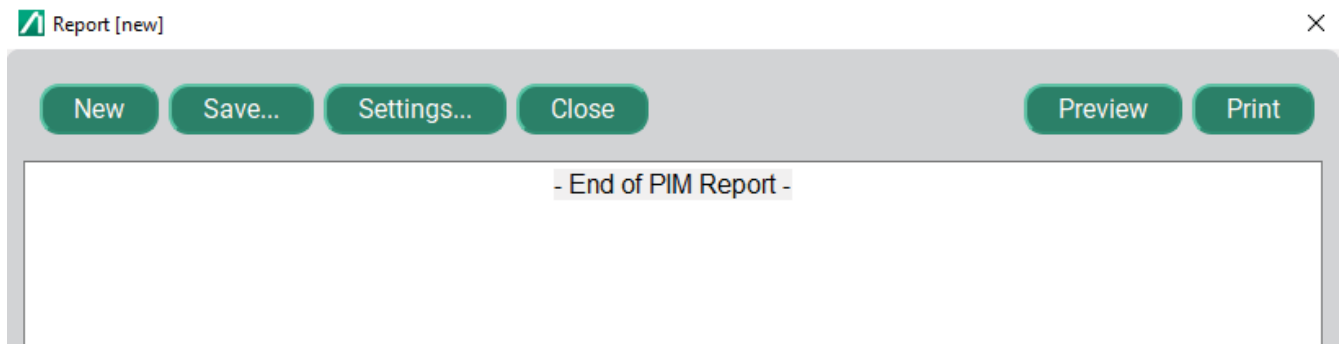 Report [new]
New Save... Settings... Close Preview Print
- End of PIM Report -